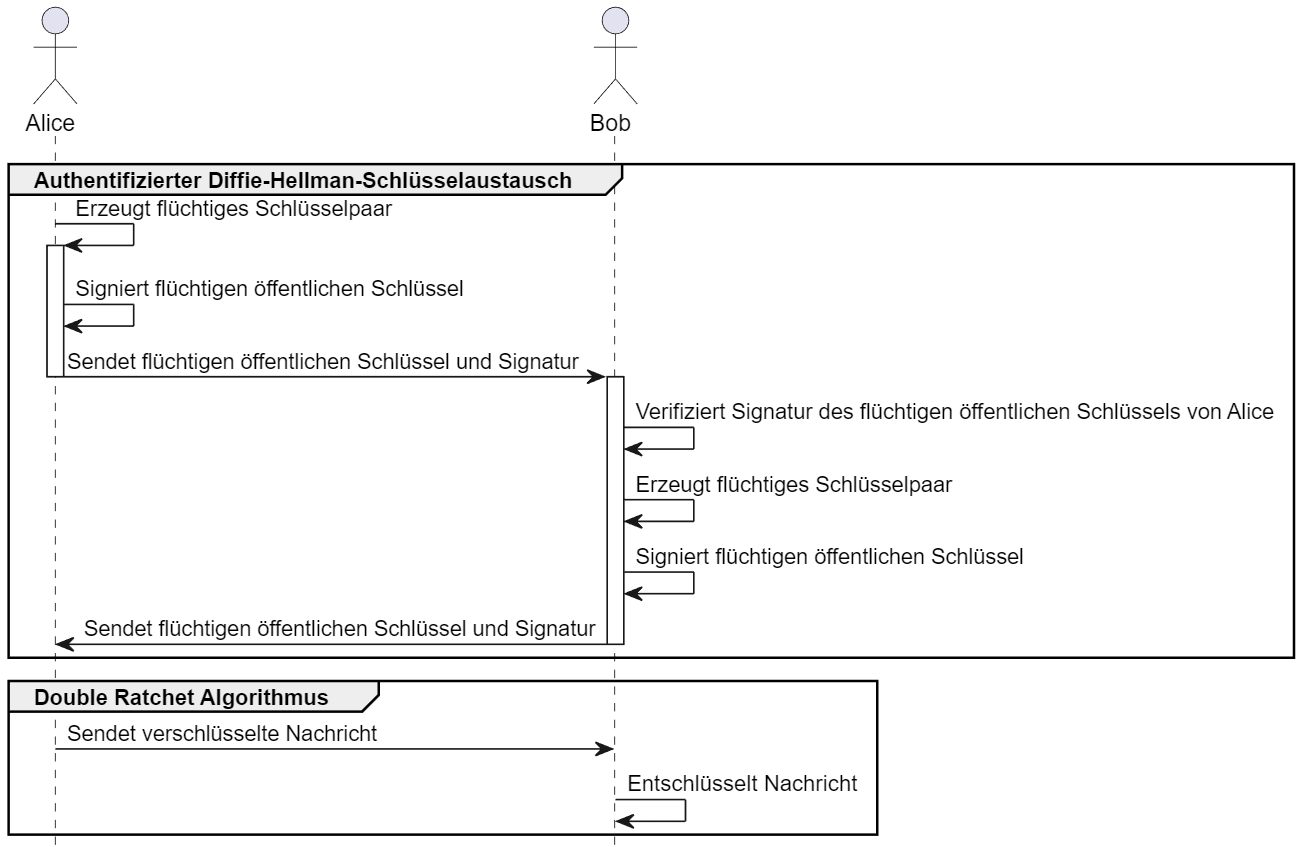 Alice
Bob
Authentifizierter Diffie-Hellman-Schlüsselaustausch
Erzeugt flüchtiges Schlüsselpaar
Signiert flüchtigen öffentlichen Schlüssel
Sendet flüchtigen öffentlichen Schlüssel und Signatur
Verifiziert Signatur des flüchtigen öffentlichen Schlüssels von Alice
Erzeugt flüchtiges Schlüsselpaar
Signiert flüchtigen öffentlichen Schlüssel
Sendet flüchtigen öffentlichen Schlüssel und Signatur
Double Ratchet Algorithmus
Sendet verschlüsselte Nachricht
Entschlüsselt Nachricht